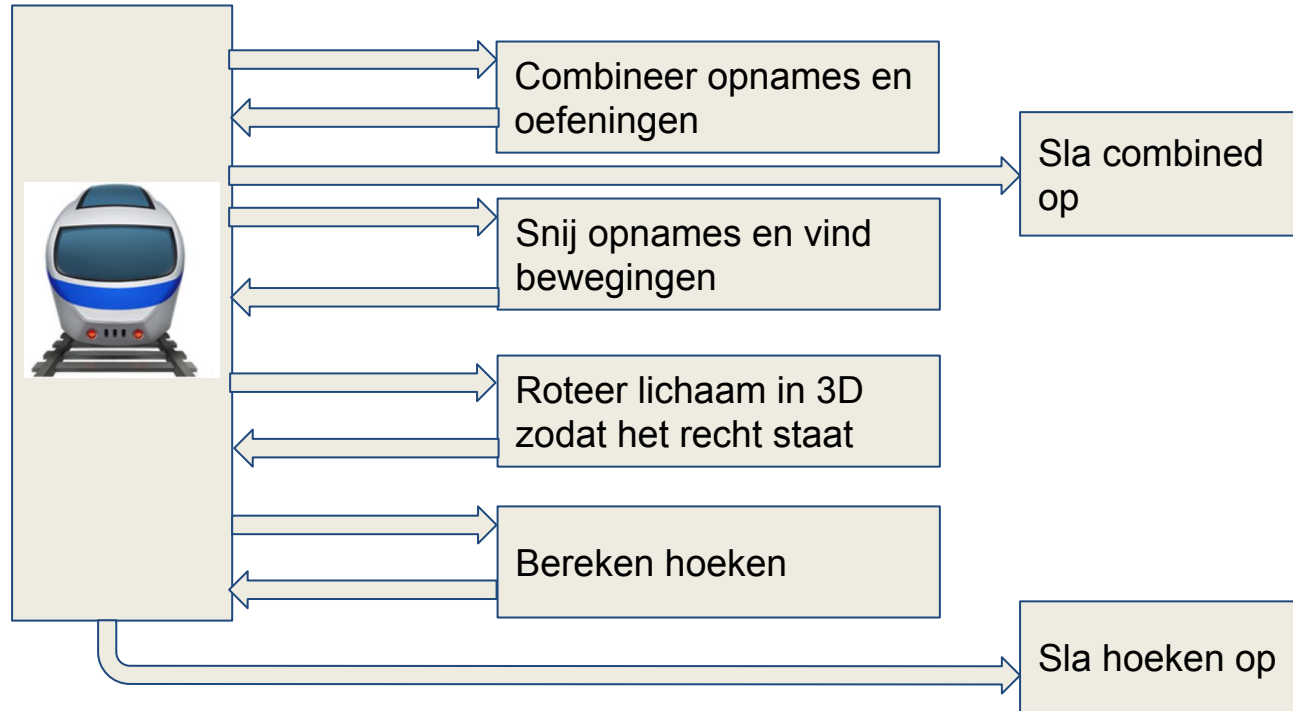 Combineer opnames en
oefeningen
Sla combined
op
Snij opnames en vind
bewegingen
Roteer lichaam in 3D
zodat het recht staat
Bereken hoeken
Sla hoeken op